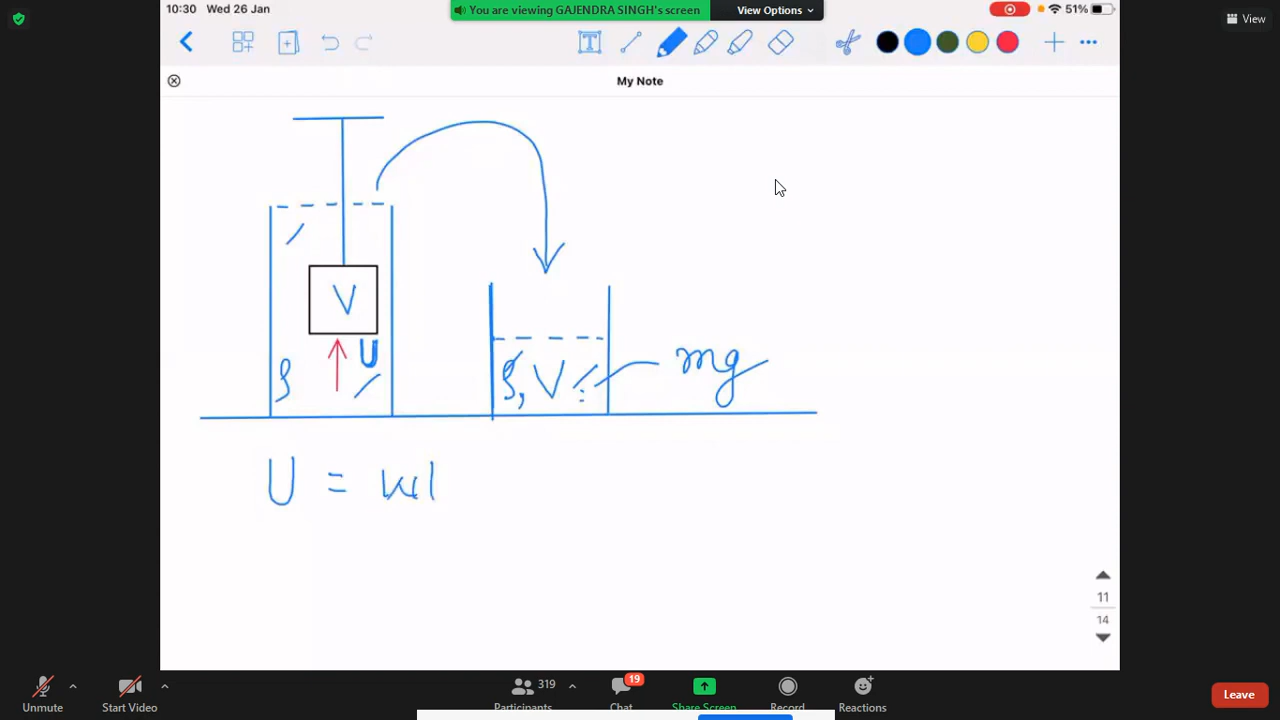 10:30 Wed 26 Jan
You are viewing GAJENDRA SINGH's screen
View Options
51%
View
My Note
V
U
ρ
ρ, V
mg
U =
11
14
319
19
Unmute
Start Video
Participants
Chat
Share Screen
Record
Reactions
Leave